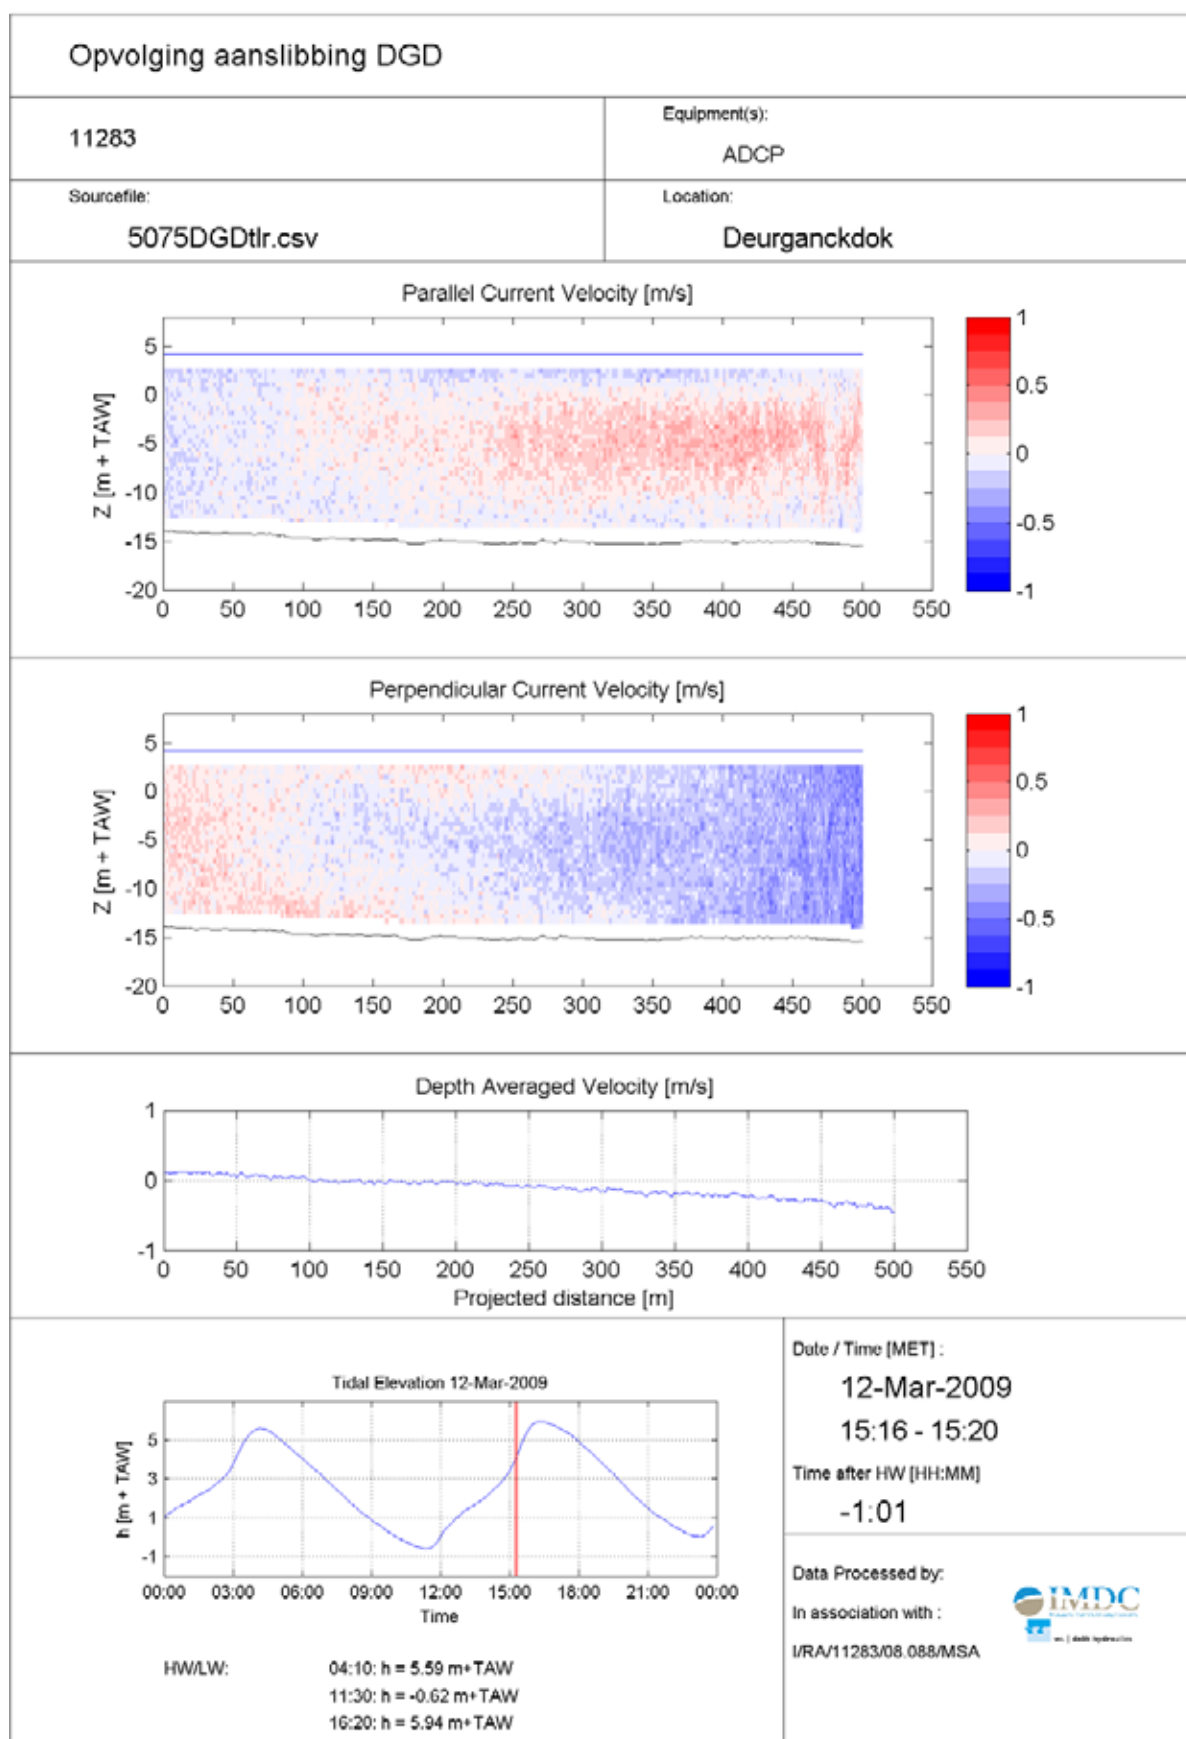 Opvolging aanslibbing DGD
11283
Equipment(s):
ADCP
Sourcefile:
5075DGDtlr.csv
Location:
Deurganckdok
Parallel Current Velocity [m/s]
Z [m + TAW]
5
0
-5
-10
-15
-20
0 50 100 150 200 250 300 350 400 450 500 550
1
0.5
0
-0.5
-1
Perpendicular Current Velocity [m/s]
Z [m + TAW]
5
0
-5
-10
-15
-20
0 50 100 150 200 250 300 350 400 450 500 550
1
0.5
0
-0.5
-1
Depth Averaged Velocity [m/s]
1
0
-1
0 50 100 150 200 250 300 350 400 450 500 550
Projected distance [m]
Tidal Elevation 12-Mar-2009
h [m + TAW]
5
3
1
-1
00:00 03:00 06:00 09:00 12:00 15:00 18:00 21:00 00:00
Time
HW/LW:
04:10: h = 5.59 m+TAW
11:30: h = -0.62 m+TAW
16:20: h = 5.94 m+TAW
Date / Time [MET] :
12-Mar-2009
15:16 - 15:20
Time after HW [HH:MM]
-1:01
Data Processed by:
IMDC
In association with :
wl | delft hydraulics
I/RA/11283/08.088/MSA